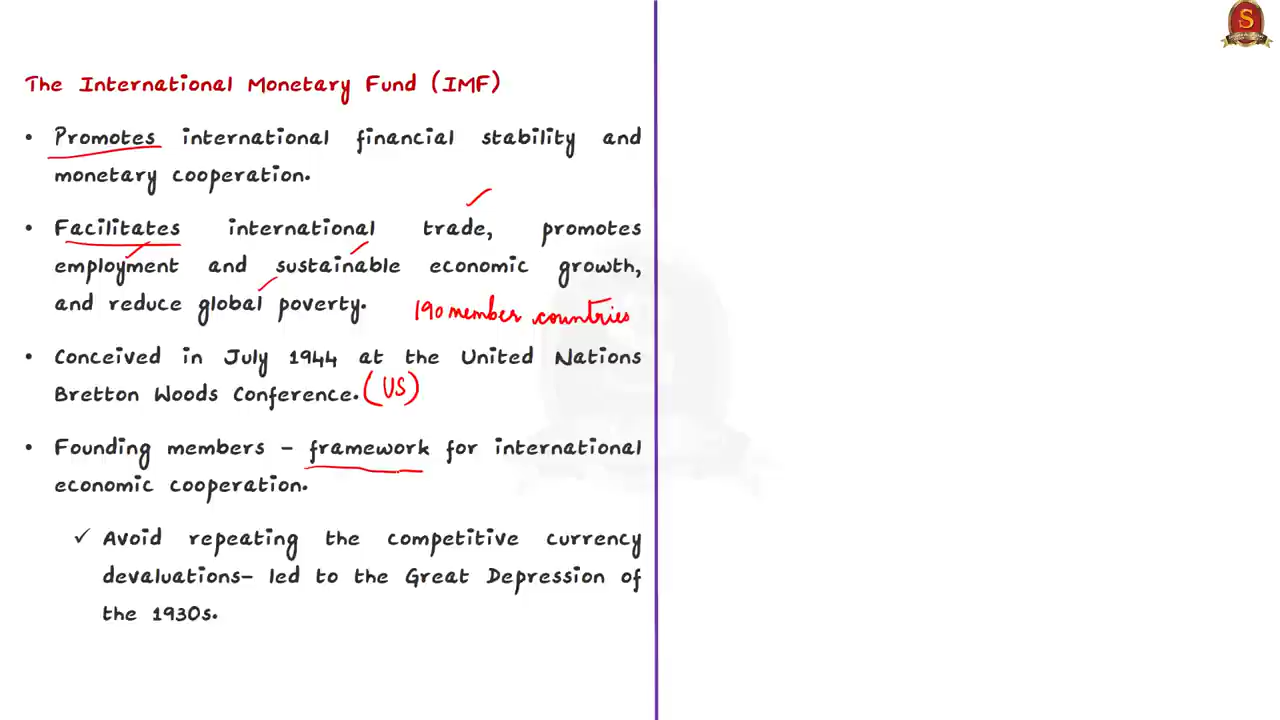 The International Monetary Fund (IMF)
• Promotes international financial stability and
monetary cooperation.
• Facilitates international trade, promotes
employment and sustainable economic growth,
and reduce global poverty.
190 member countries
• Conceived in July 1944 at the United Nations
Bretton Woods Conference. (US)
• Founding members – framework for international
economic cooperation.
✓ Avoid repeating the competitive currency
devaluations– led to the Great Depression of
the 1930s.
S